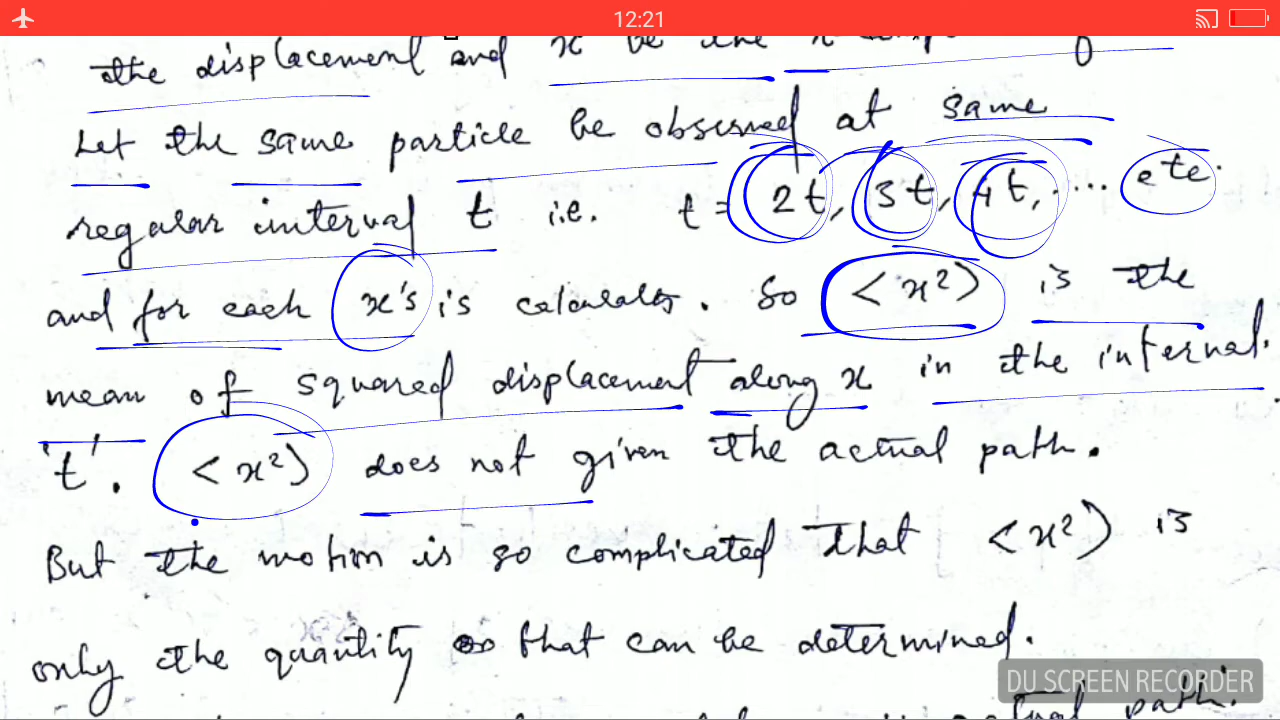 12:21
the displacement and x be the x
Let the same particle be observed at same
regular interval t i.e. t = 2t, 3t, 4t, .... etc.
and for each x's is calculate. So <x²> is the
mean of squared displacement along x in the interval.
't'. <x²> does not given the actual path.
But the motion is so complicated that <x²> is
only the quantity that can be determined.
DU SCREEN RECORDER
actual path.